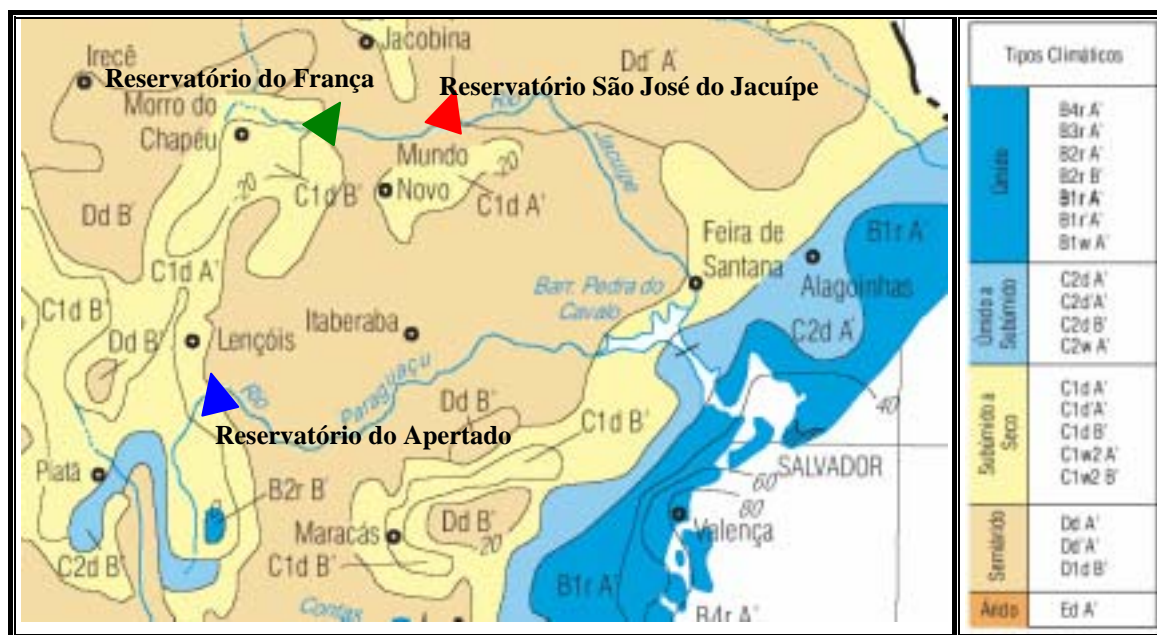 Irecê
Jacobina
Dd A'
Reservatório do França
Reservatório São José do Jacuípe
Morro do
Chapéu
Rio
Mundo
Novo
Jacuípe
20
20
C1d B'
C1d A'
Dd B'
B1r A'
Feira de
Santana
C1d A'
Barr. Pedra do
Cavalo
Alagoinhas
C1d B'
Dd B'
Lençóis
Itaberaba
C2d A'
Rio
Paraguaçu
Dd B'
40
C1d B'
Reservatório do Apertado
Piatã
SALVADOR
B2r B'
60
80
Maracás
Dd B'
20
Valença
C2d B'
C1d B'
B1r A'
Contas
B4r A'
Tipos Climáticos
Úmido
B4r A'
B3r A'
B2r A'
B2r B'
B1r A'
B1r'A'
B1w A'
Úmido a
Subúmido
C2d A'
C2d'A'
C2d B'
C2w A'
Subúmido a
Seco
C1d A'
C1d'A'
C1d B'
C1w2 A'
C1w2 B'
Semiárido
Dd A'
Dd'A'
D1d B'
Árido
Ed A'